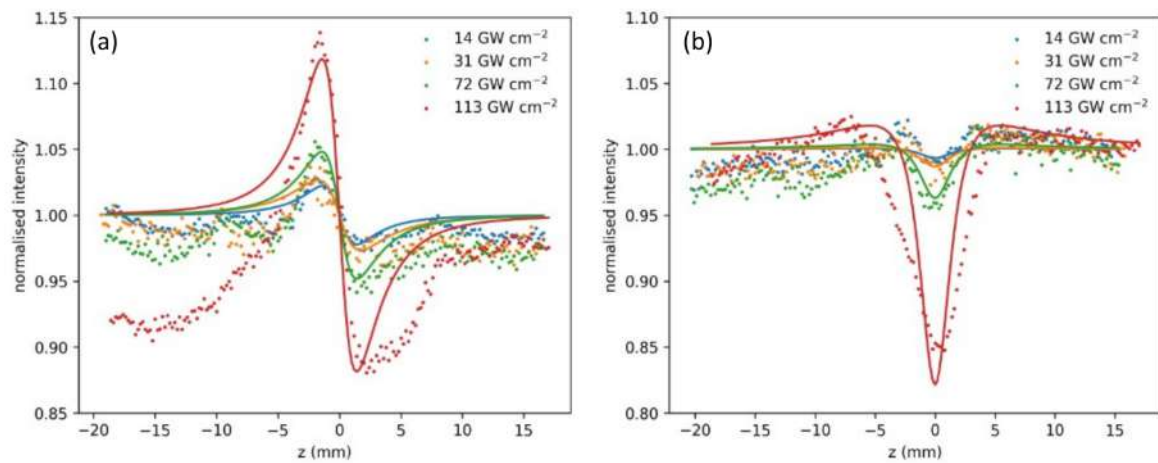 (a)
14 GW cm⁻²
31 GW cm⁻²
72 GW cm⁻²
113 GW cm⁻²
1.15
1.10
1.05
1.00
0.95
0.90
0.85
normalised intensity
−20
−15
−10
−5
0
5
10
15
z (mm)
(b)
14 GW cm⁻²
31 GW cm⁻²
72 GW cm⁻²
113 GW cm⁻²
1.10
1.05
1.00
0.95
0.90
0.85
0.80
normalised intensity
−20
−15
−10
−5
0
5
10
15
z (mm)